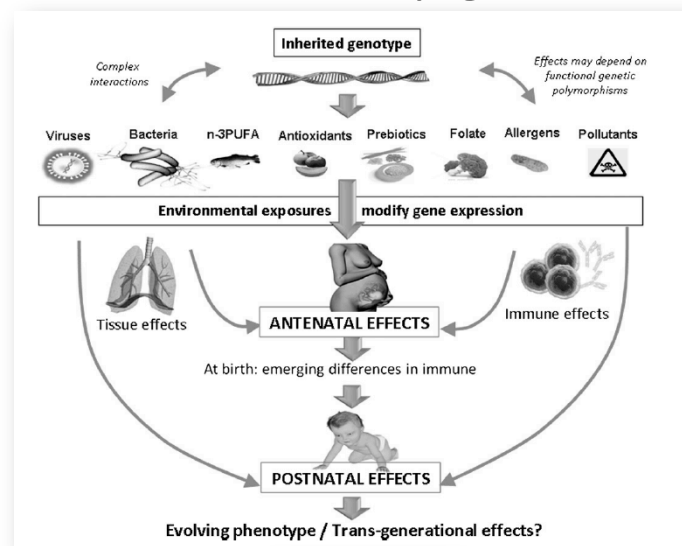 Inherited genotype
Complex
interactions
Effects may depend on
functional genetic
polymorphisms
Viruses Bacteria n-3PUFA Antioxidants Prebiotics Folate Allergens Pollutants
Environmental exposures modify gene expression
Tissue effects
Immune effects
ANTENATAL EFFECTS
At birth: emerging differences in immune
POSTNATAL EFFECTS
Evolving phenotype / Trans-generational effects?